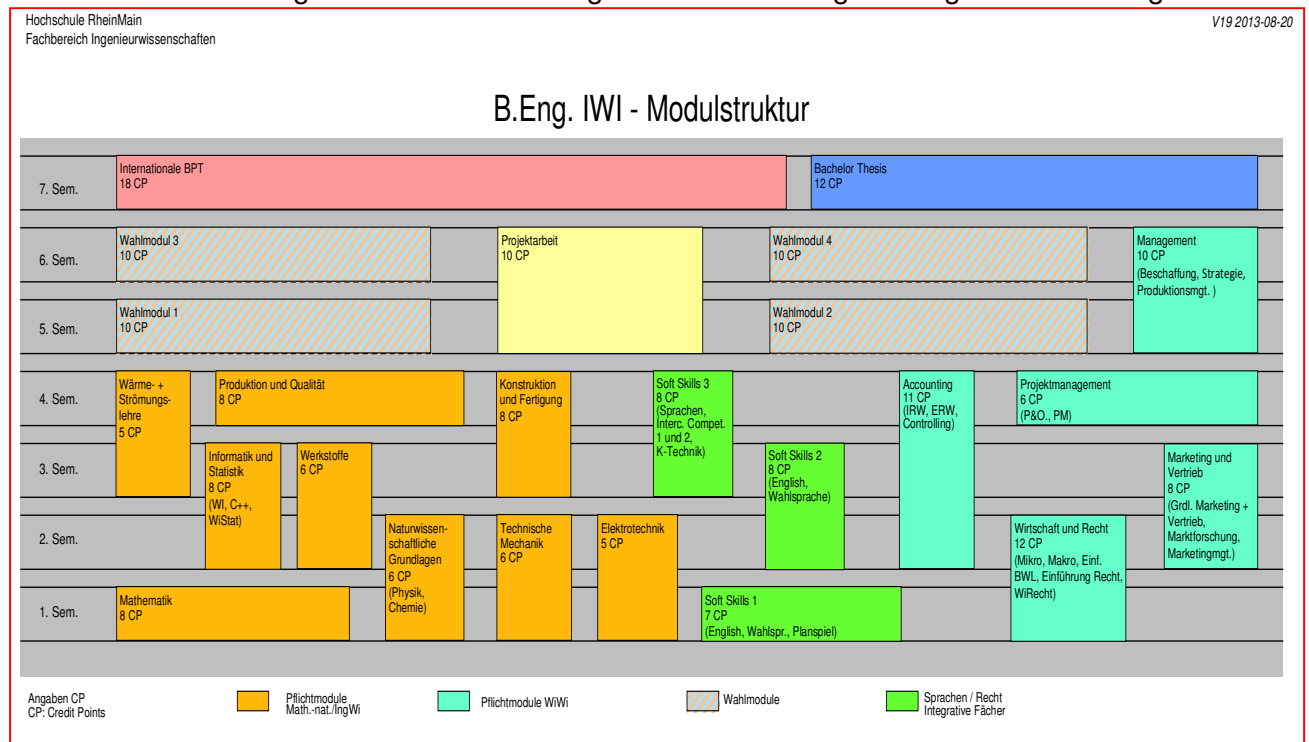 Hochschule RheinMain
Fachbereich Ingenieurwissenschaften
V19 2013-08-20
B.Eng. IWI - Modulstruktur
7. Sem.
Internationale BPT
18 CP
Bachelor Thesis
12 CP
6. Sem.
Wahlmodul 3
10 CP
Projektarbeit
10 CP
Wahlmodul 4
10 CP
Management
10 CP
(Beschaffung, Strategie,
Produktionsmgt. )
5. Sem.
Wahlmodul 1
10 CP
Wahlmodul 2
10 CP
4. Sem.
Wärme- +
Strömungs-
lehre
5 CP
Produktion und Qualität
8 CP
Konstruktion
und Fertigung
8 CP
Soft Skills 3
8 CP
(Sprachen,
Interc. Compet.
1 und 2,
K-Technik)
Accounting
11 CP
(IRW, ERW,
Controlling)
Projektmanagement
6 CP
(P&O., PM)
3. Sem.
Informatik und
Statistik
8 CP
(WI, C++,
WiStat)
Werkstoffe
6 CP
Soft Skills 2
8 CP
(English,
Wahlsprache)
Marketing und
Vertrieb
8 CP
(Grdl. Marketing +
Vertrieb,
Marktforschung,
Marketingmgt.)
2. Sem.
Naturwissen-
schaftliche
Grundlagen
6 CP
(Physik,
Chemie)
Technische
Mechanik
6 CP
Elektrotechnik
5 CP
Wirtschaft und Recht
12 CP
(Mikro, Makro, Einf.
BWL, Einführung Recht,
WiRecht)
1. Sem.
Mathematik
8 CP
Soft Skills 1
7 CP
(English, Wahlspr., Planspiel)
Angaben CP
CP: Credit Points
Pflichtmodule
Math.-nat./IngWi
Pflichtmodule WiWi
Wahlmodule
Sprachen / Recht
Integrative Fächer